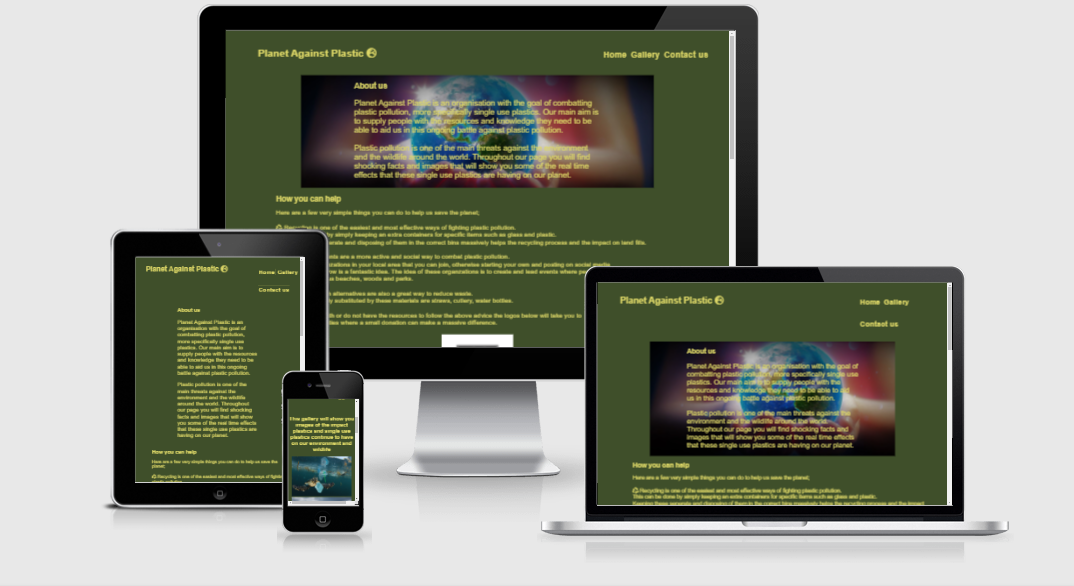 Planet Against Plastic
Home Gallery Contact us
About us
Planet Against Plastic is an organisation with the goal of combatting
plastic pollution, more specifically single use plastics. Our main aim is
to supply people with the resources and knowledge they need to be
able to aid us in this ongoing battle against plastic pollution.
Plastic pollution is one of the main threats against the environment
and the wildlife around the world. Throughout our page you will find
shocking facts and images that will show you some of the real time
effects that these single use plastics are having on our planet.
How you can help
Here are a few very simple things you can do to help us save the planet;
Recycling is one of the easiest and most effective ways of fighting plastic pollution.
by simply keeping an extra containers for specific items such as glass and plastic.
and disposing of them in the correct bins massively helps the recycling process and the impact on land fills.
are a more active and social way to combat plastic pollution.
in your local area that you can join, otherwise starting your own and posting on social media
is a fantastic idea. The idea of these organizations is to create and lead events where
beaches, woods and parks.
alternatives are also a great way to reduce waste.
substituted by these materials are straws, cutlery, water bottles.
or do not have the resources to follow the above advice the logos below will take you to
where a small donation can make a massive difference.
Planet Against Plastic
Home Gallery
Contact us
About us
Planet Against Plastic is an
organisation with the goal of
combatting plastic pollution,
more specifically single use
plastics. Our main aim is to
supply people with the resources
and knowledge they need to be
able to aid us in this ongoing
battle against plastic pollution.
Plastic pollution is one of the
main threats against the
environment and the wildlife
around the world. Throughout
our page you will find shocking
facts and images that will show
you some of the real time effects
that these single use plastics are
having on our planet.
How you can help
Here are a few very simple things you can do to help us save the
planet;
Recycling is one of the easiest and most effective ways of fighting
This gallery will show you
images of the impact
plastics and single use
plastics continue to have
on our environment and
wildlife
Planet Against Plastic
Home Gallery
Contact us
About us
Planet Against Plastic is an organisation with the goal of
combatting plastic pollution, more specifically single use
plastics. Our main aim is to supply people with the
resources and knowledge they need to be able to aid
us in this ongoing battle against plastic pollution.
Plastic pollution is one of the main threats against the
environment and the wildlife around the world.
Throughout our page you will find shocking facts and
images that will show you some of the real time effects
that these single use plastics are having on our planet.
How you can help
Here are a few very simple things you can do to help us save the planet;
Recycling is one of the easiest and most effective ways of fighting plastic pollution.
This can be done by simply keeping an extra containers for specific items such as glass and plastic.
Keeping these separate and disposing of them in the correct bins massively helps the recycling process and the impact